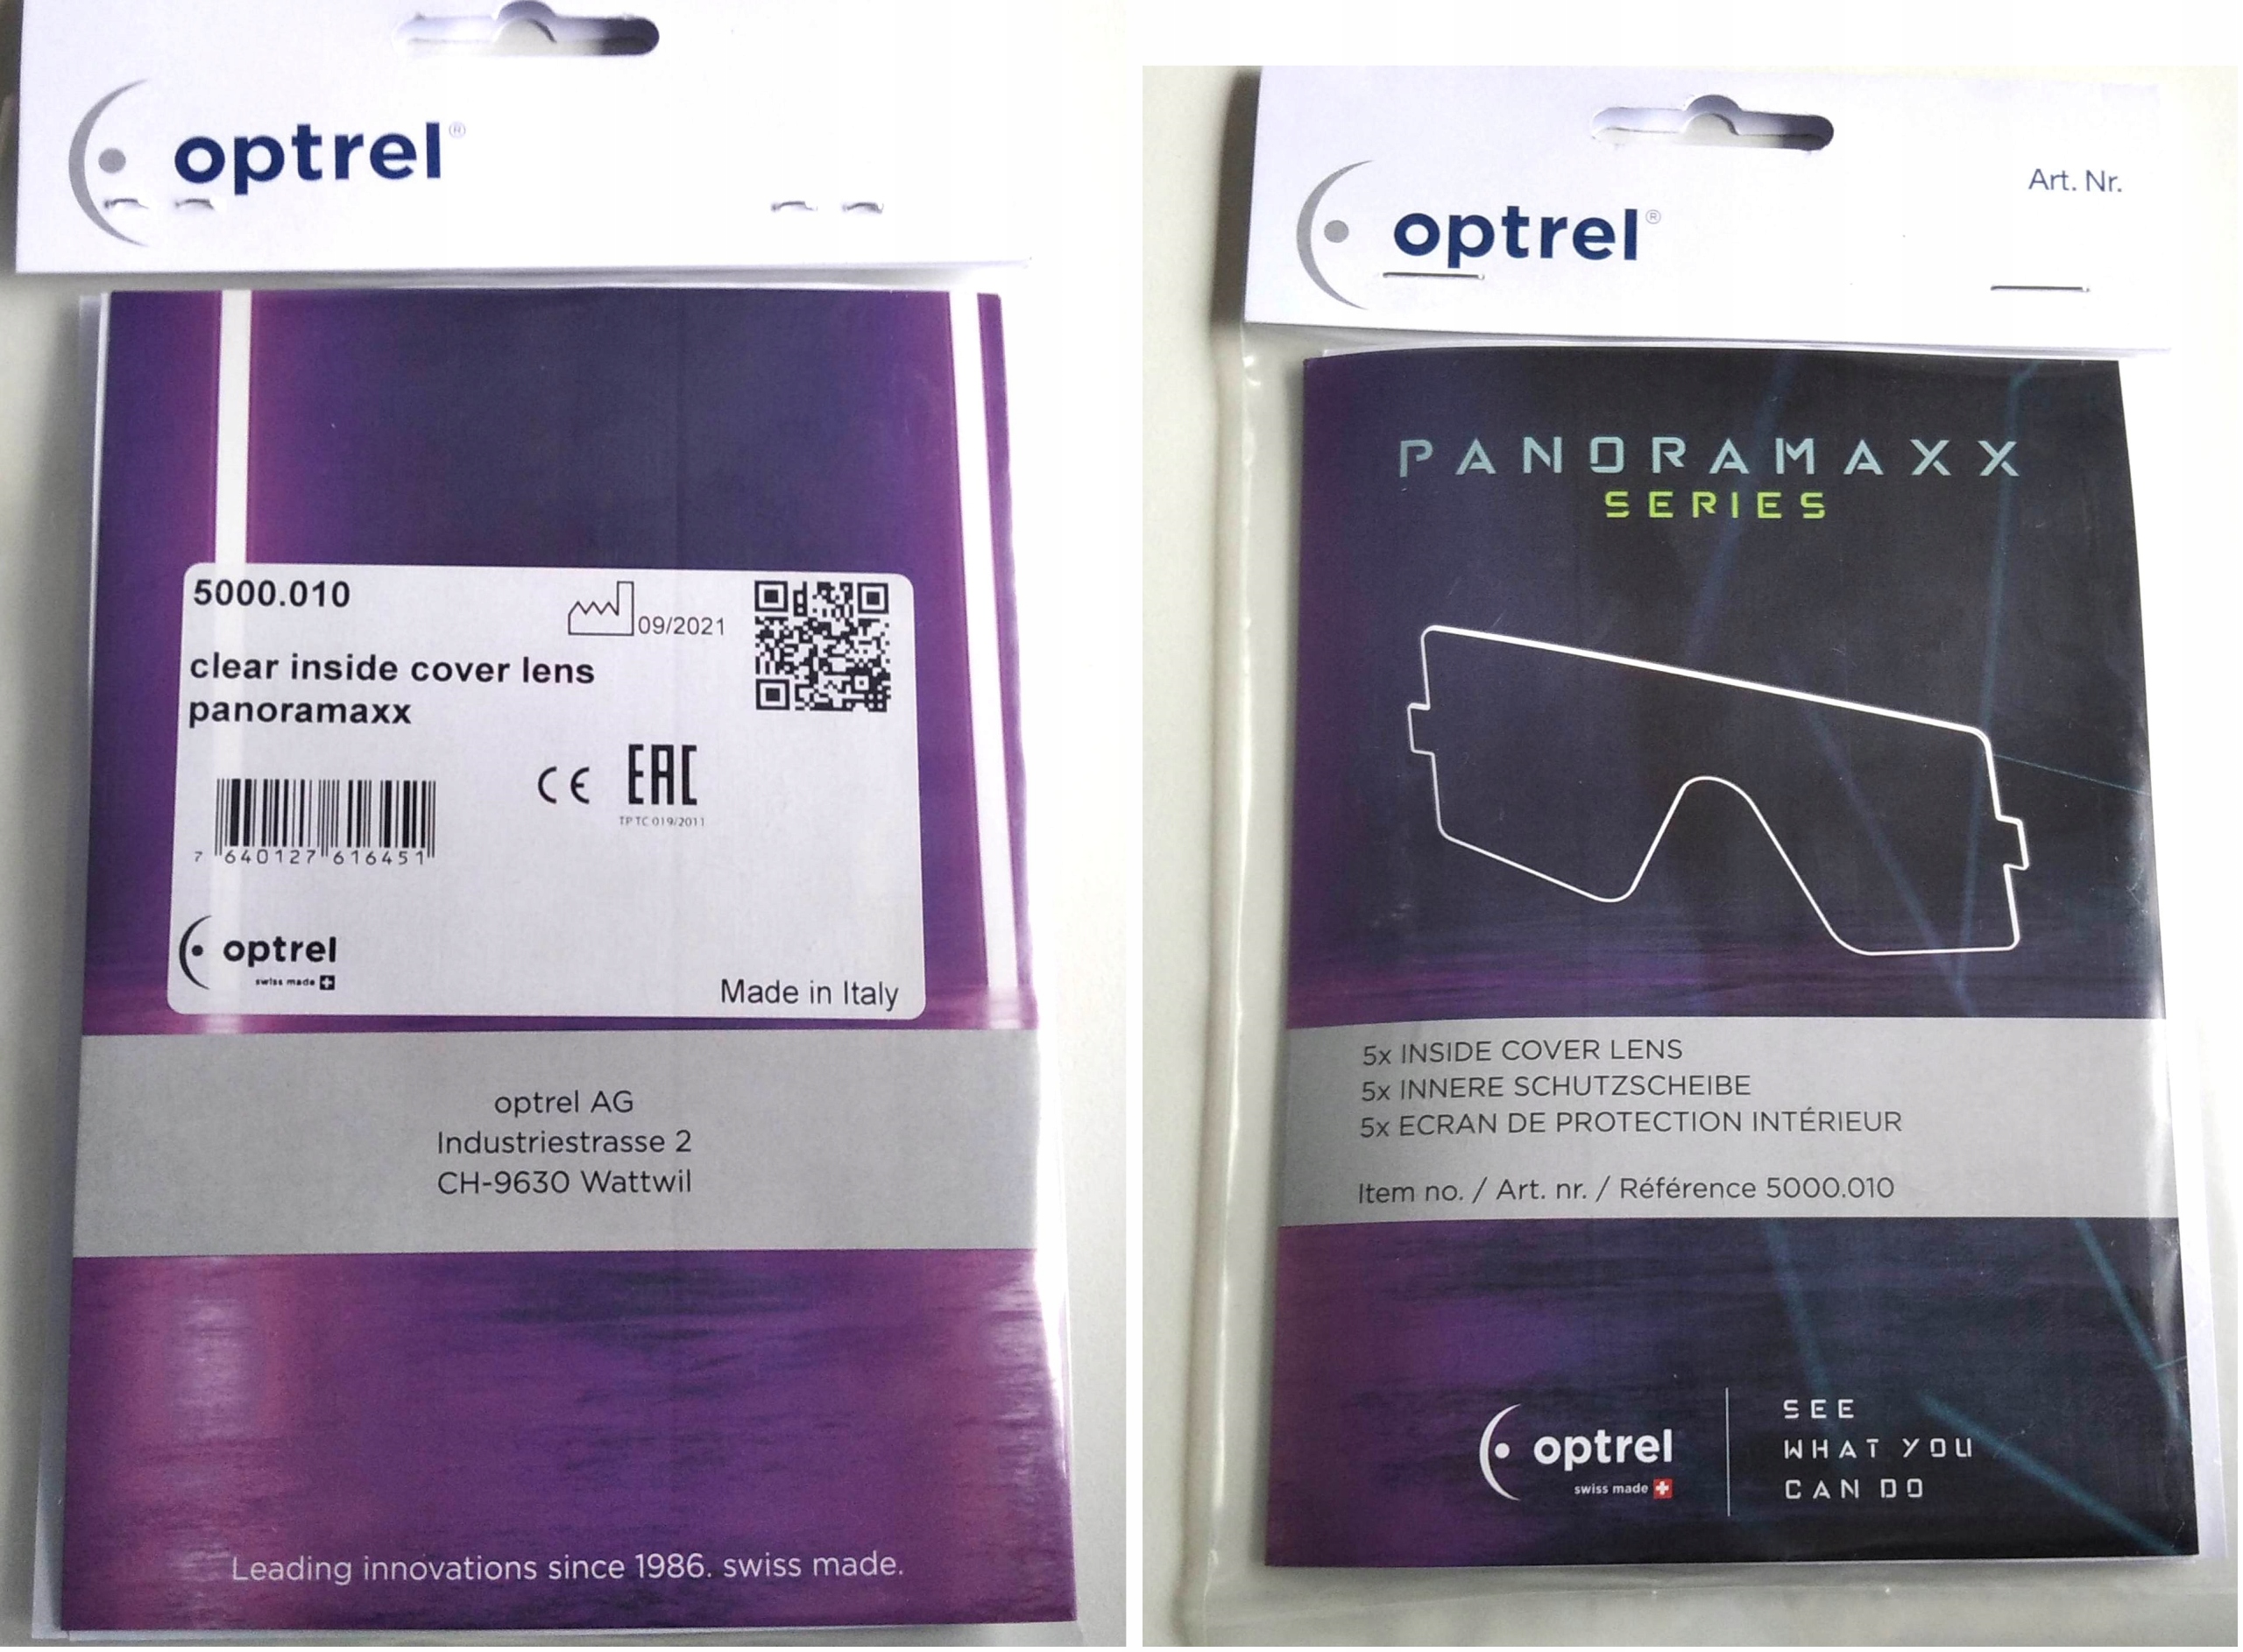 optrel®
5000.010
09/2021
clear inside cover lens
panoramaxx
CE EAC
TP TC 019/2011
7 640127 616451
optrel
swiss made
Made in Italy
optrel AG
Industriestrasse 2
CH-9630 Wattwil
Leading innovations since 1986. swiss made.
Art. Nr.
optrel®
PANORAMAXX
SERIES
5x INSIDE COVER LENS
5x INNERE SCHUTZSCHEIBE
5x ECRAN DE PROTECTION INTÉRIEUR
Item no. / Art. nr. / Référence 5000.010
optrel
swiss made
SEE
WHAT YOU
CAN DO